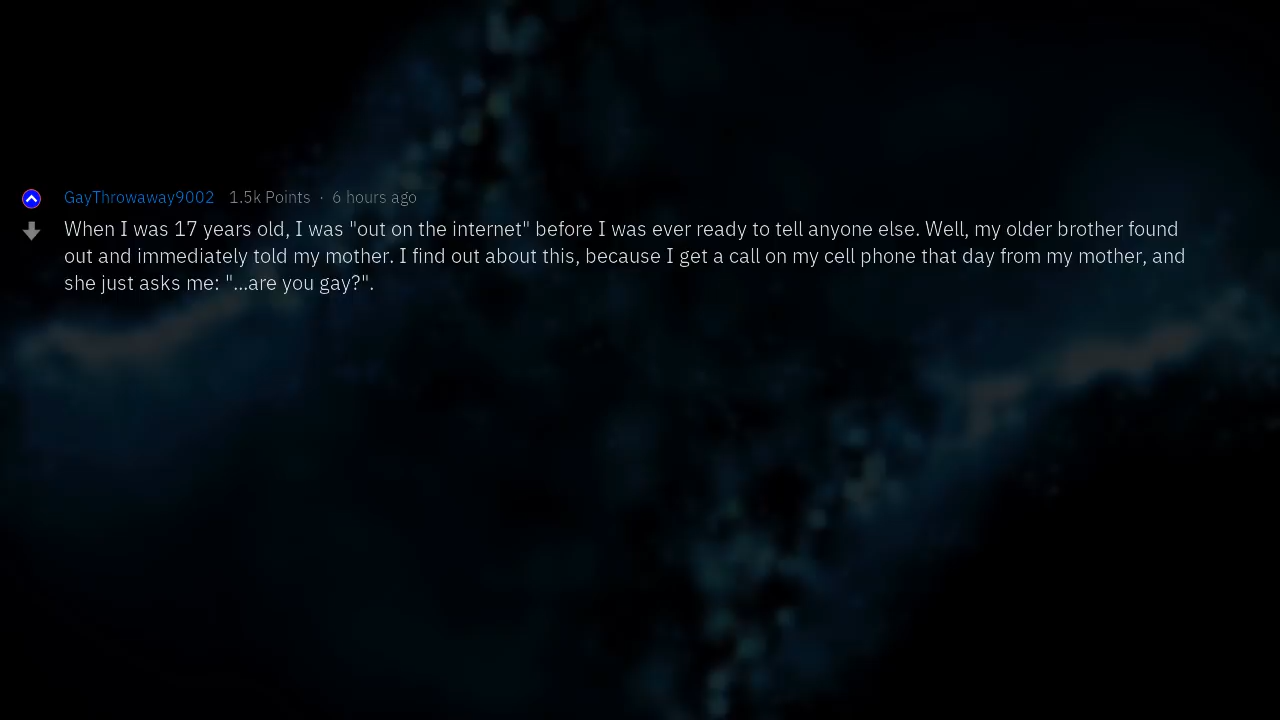 GayThrowaway9002 1.5k Points · 6 hours ago
When I was 17 years old, I was "out on the internet" before I was ever ready to tell anyone else. Well, my older brother found
out and immediately told my mother. I find out about this, because I get a call on my cell phone that day from my mother, and
she just asks me: "...are you gay?".